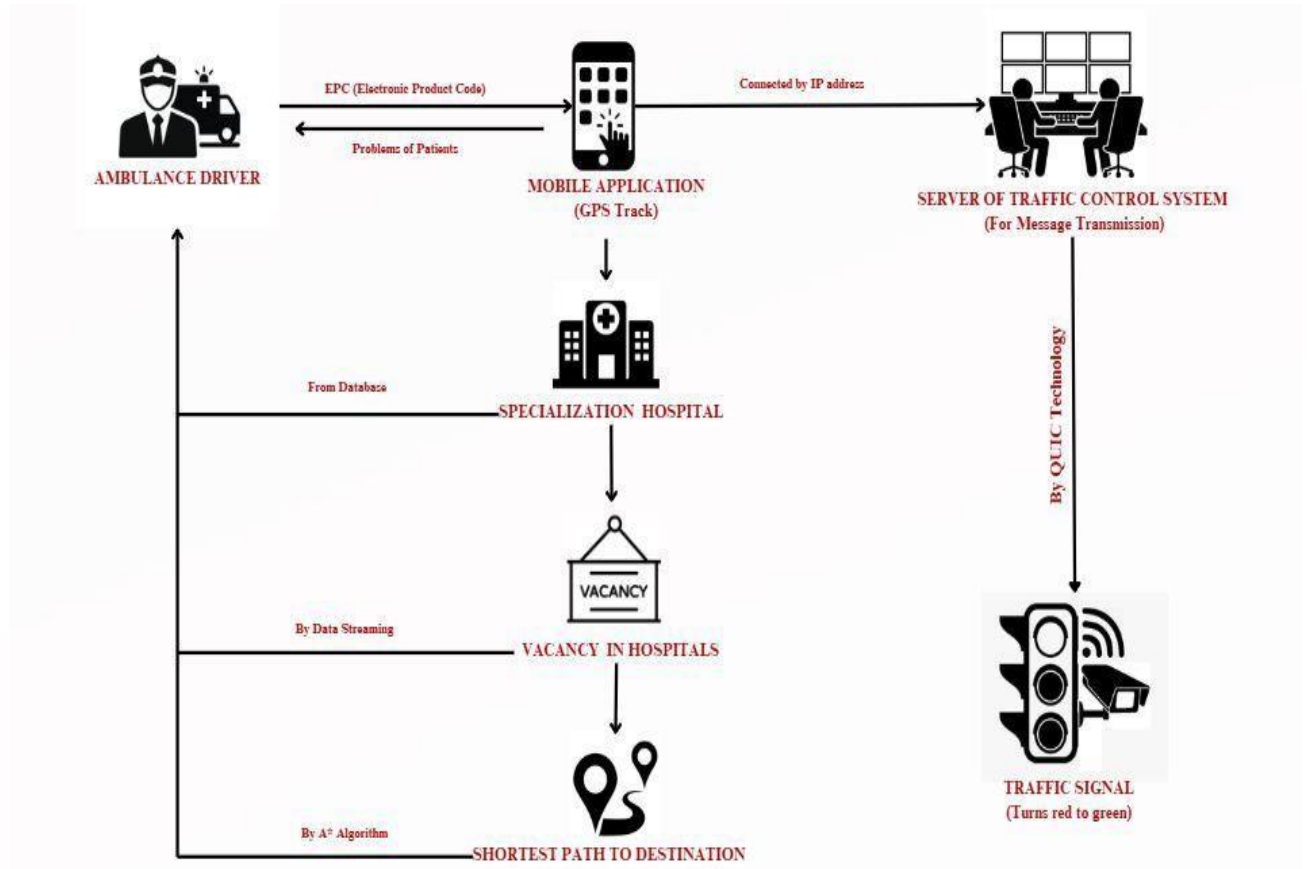 EPC (Electronic Product Code)
Problems of Patients
Connected by IP address
AMBULANCE DRIVER
MOBILE APPLICATION
(GPS Track)
SERVER OF TRAFFIC CONTROL SYSTEM
(For Message Transmission)
From Database
SPECIALIZATION HOSPITAL
By QUIC Technology
VACANCY
By Data Streaming
VACANCY IN HOSPITALS
TRAFFIC SIGNAL
(Turns red to green)
By A* Algorithm
SHORTEST PATH TO DESTINATION